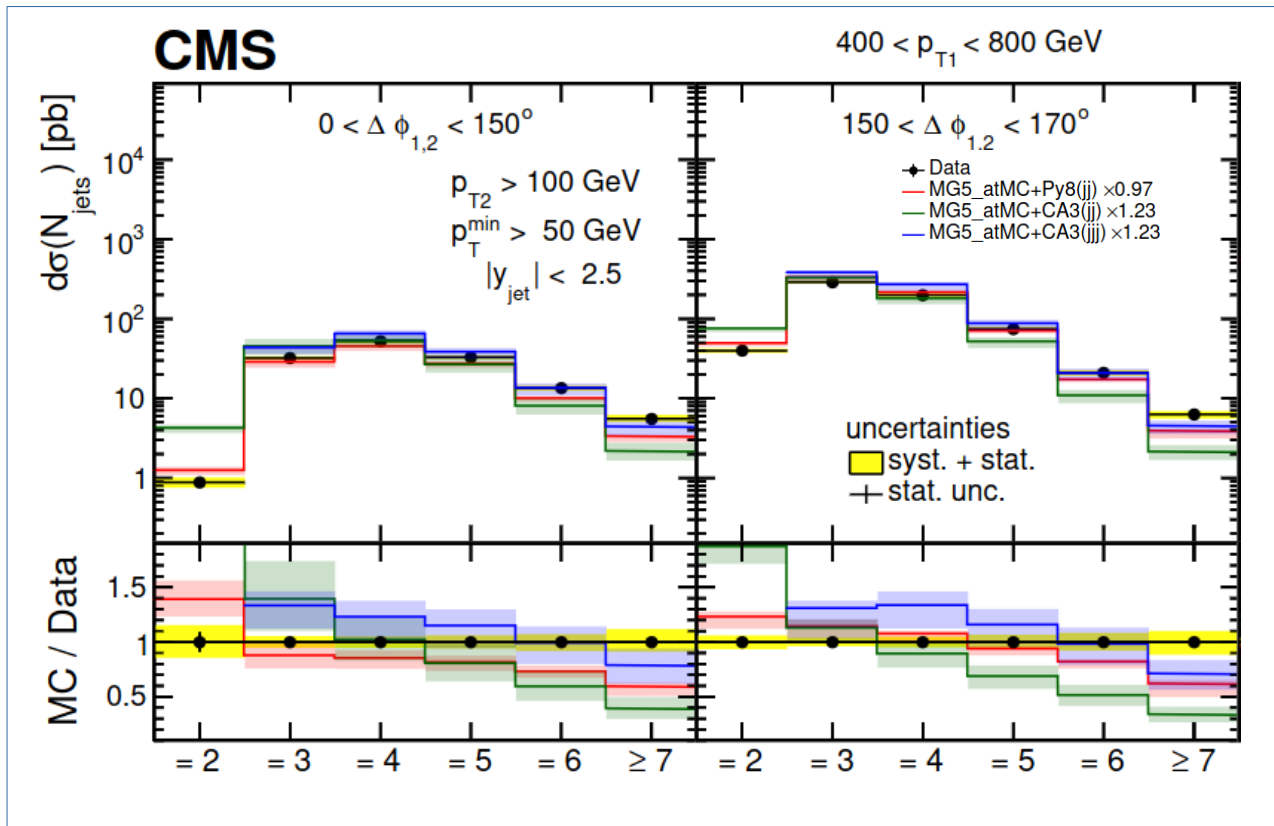 CMS
400 < p_T1 < 800 GeV
dσ(N_jets) [pb]
10^4
10^3
10^2
10
1
0 < Δ ϕ_1,2 < 150°
p_T2 > 100 GeV
p_T^min > 50 GeV
|y_jet| < 2.5
150 < Δ ϕ_1.2 < 170°
Data
MG5_atMC+Py8(jj) ×0.97
MG5_atMC+CA3(jj) ×1.23
MG5_atMC+CA3(jjj) ×1.23
uncertainties
syst. + stat.
stat. unc.
MC / Data
1.5
1
0.5
= 2 = 3 = 4 = 5 = 6 ≥ 7 = 2 = 3 = 4 = 5 = 6 ≥ 7